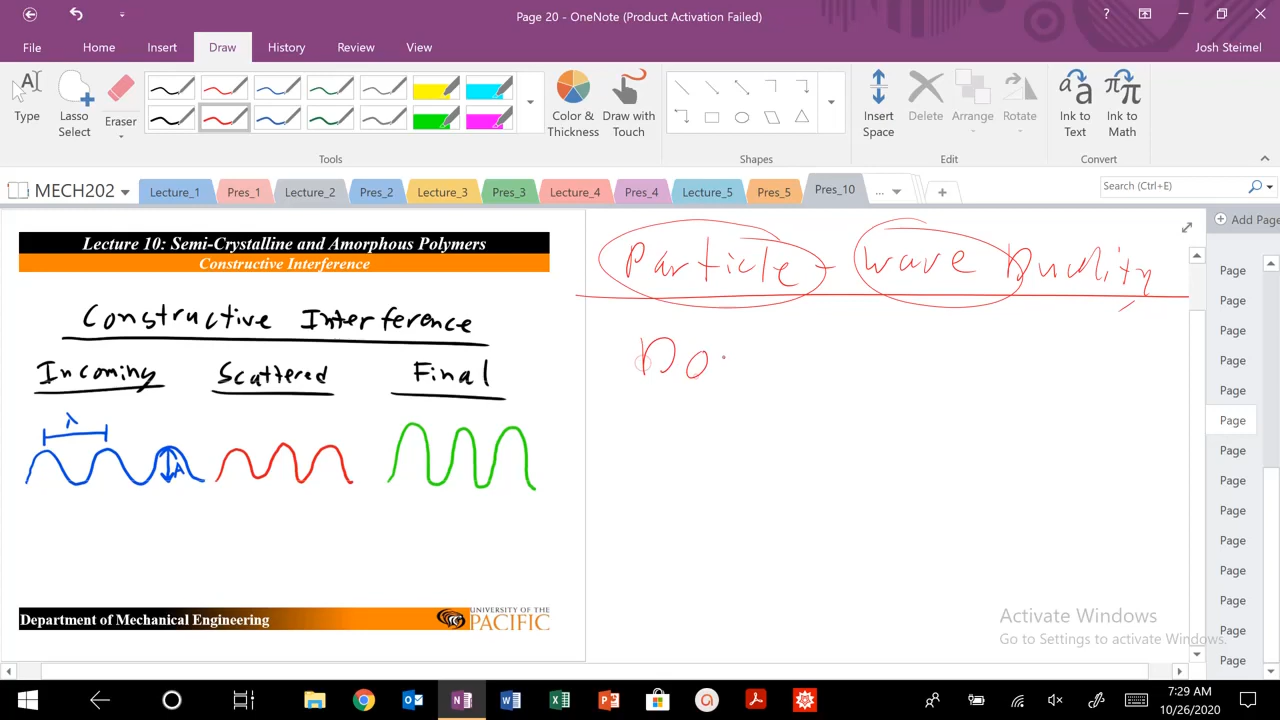 Page 20 - OneNote (Product Activation Failed)
?
File
Home
Insert
Draw
History
Review
View
Josh Steimel
Type
Lasso Select
Eraser
Color & Thickness
Draw with Touch
Insert Space
Delete
Arrange
Rotate
Ink to Text
Ink to Math
Tools
Shapes
Edit
Convert
MECH202
Lecture_1
Pres_1
Lecture_2
Pres_2
Lecture_3
Pres_3
Lecture_4
Pres_4
Lecture_5
Pres_5
Pres_10
...
Search (Ctrl+E)
Add Page
Lecture 10: Semi-Crystalline and Amorphous Polymers
Constructive Interference
Constructive Interference
Incoming
Scattered
Final
λ
A
Department of Mechanical Engineering
UNIVERSITY OF THE
PACIFIC
Particle - Wave Duality
Do
Page
Page
Page
Page
Page
Page
Page
Page
Page
Page
Page
Page
Page
Page
Activate Windows
Go to Settings to activate Windows.
7:29 AM
10/26/2020